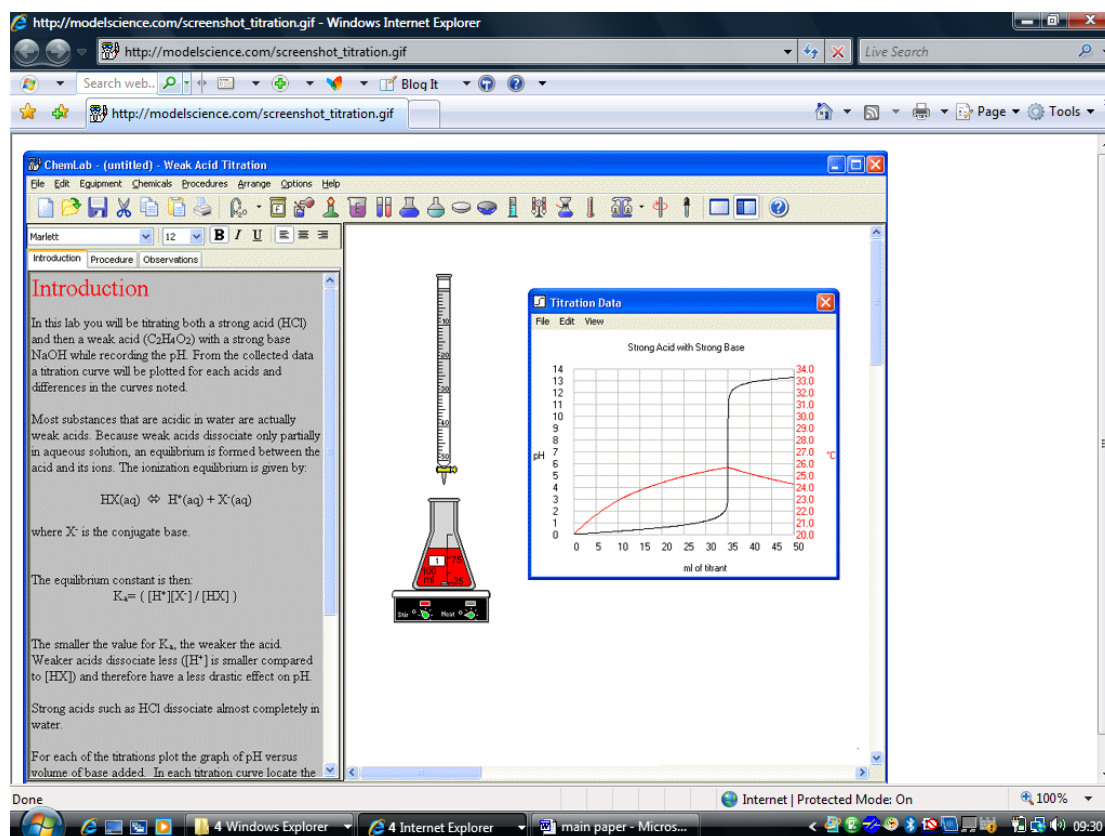 http://modelscience.com/screenshot_titration.gif - Windows Internet Explorer
http://modelscience.com/screenshot_titration.gif
Live Search
Search web..
Blog It
http://modelscience.com/screenshot_titration.gif
Page
Tools
ChemLab - (untitled) - Weak Acid Titration
File Edit Equipment Chemicals Procedures Arrange Options Help
Marlett 12 B I U
Introduction Procedure Observations
Introduction
In this lab you will be titrating both a strong acid (HCl)
and then a weak acid (C2H4O2) with a strong base
NaOH while recording the pH. From the collected data
a titration curve will be plotted for each acids and
differences in the curves noted.
Most substances that are acidic in water are actually
weak acids. Because weak acids dissociate only partially
in aqueous solution, an equilibrium is formed between the
acid and its ions. The ionization equilibrium is given by:
HX(aq) ⇔ H⁺(aq) + X⁻(aq)
where X⁻ is the conjugate base.
The equilibrium constant is then:
Kₐ= ( [H⁺][X⁻] / [HX] )
The smaller the value for Kₐ, the weaker the acid.
Weaker acids dissociate less ([H⁺] is smaller compared
to [HX]) and therefore have a less drastic effect on pH.
Strong acids such as HCl dissociate almost completely in
water.
For each of the titrations plot the graph of pH versus
volume of base added. In each titration curve locate the
10
20
30
40
50
1
75
100
ml
25
Stir Heat
Titration Data
File Edit View
Strong Acid with Strong Base
14 34.0
13 33.0
12 32.0
11 31.0
10 30.0
9 29.0
8 28.0
7 27.0
pH °C
6 26.0
5 25.0
4 24.0
3 23.0
2 22.0
1 21.0
0 20.0
0 5 10 15 20 25 30 35 40 45 50
ml of titrant
Done
Internet | Protected Mode: On
100%
4 Windows Explorer
4 Internet Explorer
main paper - Micros...
09:30